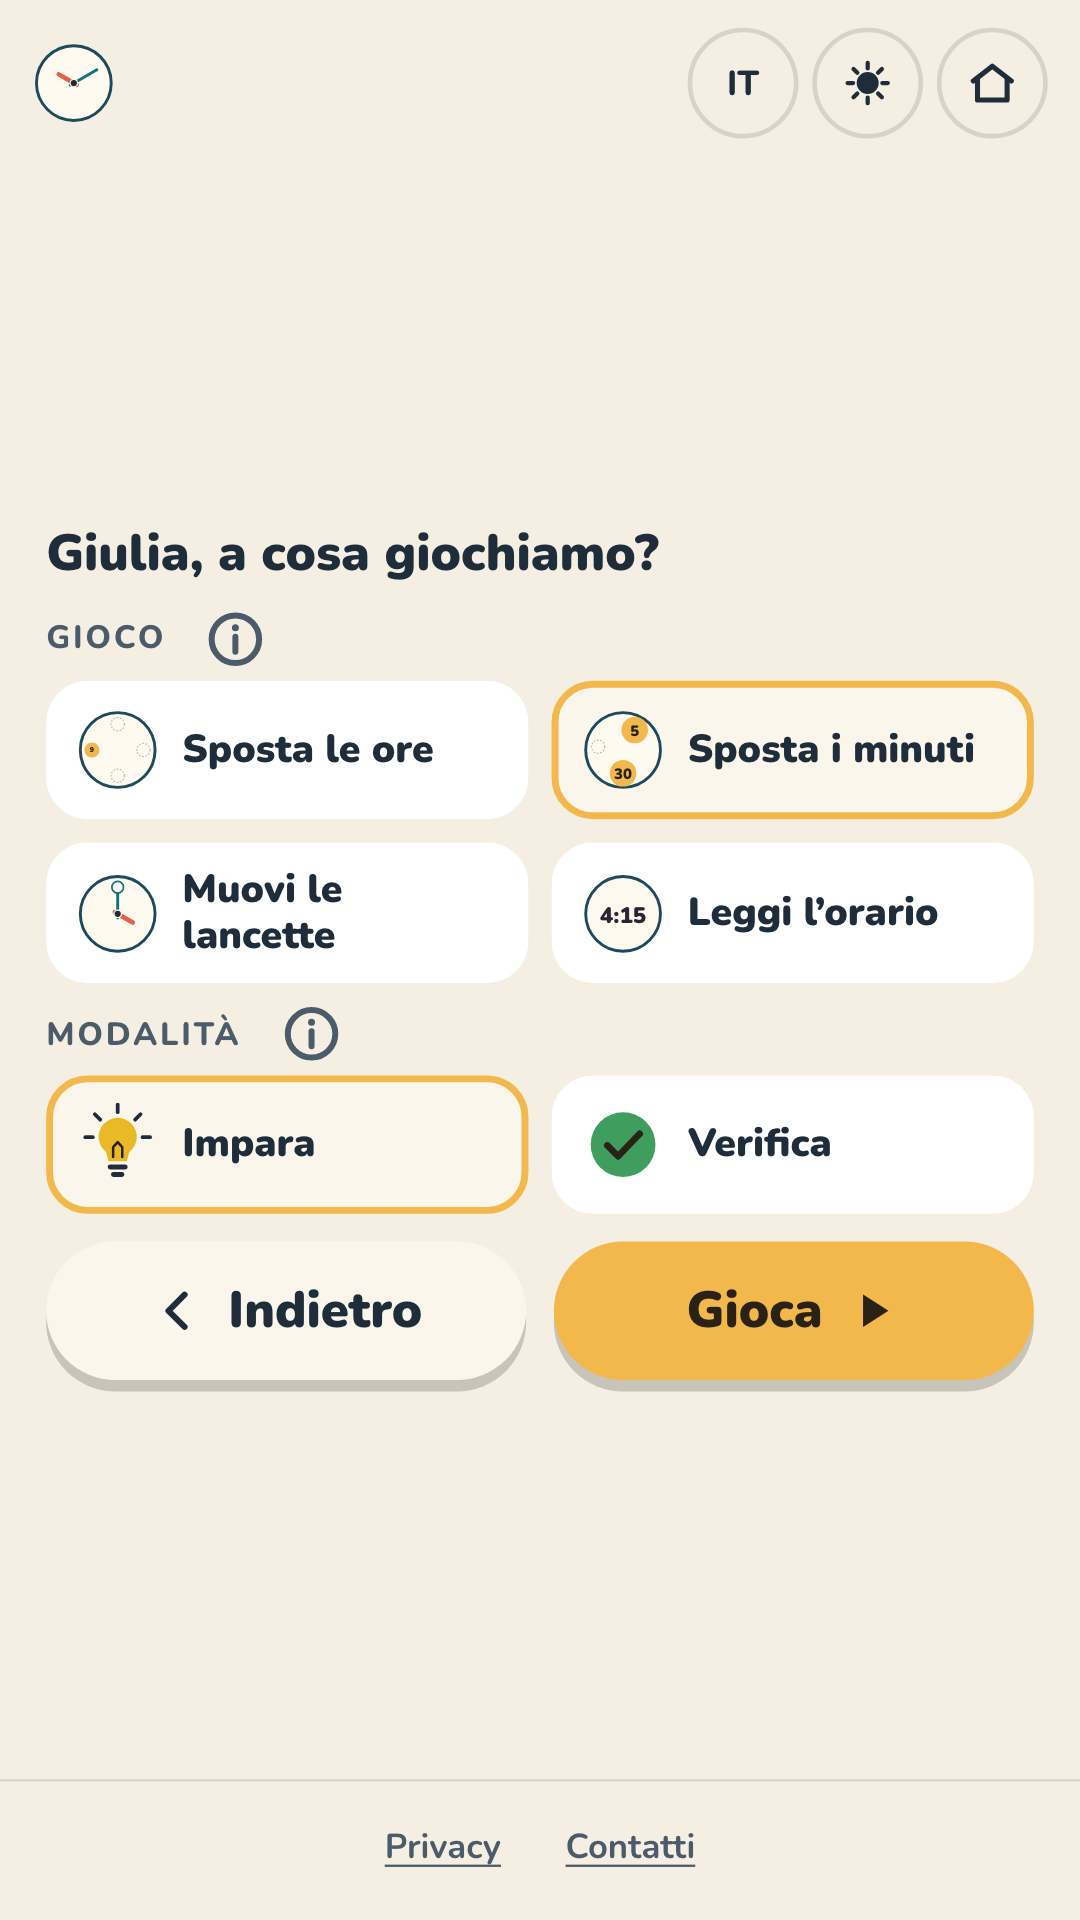 IT
Giulia, a cosa giochiamo?
GIOCO
9
Sposta le ore
5
30
Sposta i minuti
Muovi le
lancette
4:15
Leggi l’orario
MODALITÀ
Impara
Verifica
Indietro
Gioca
Privacy
Contatti